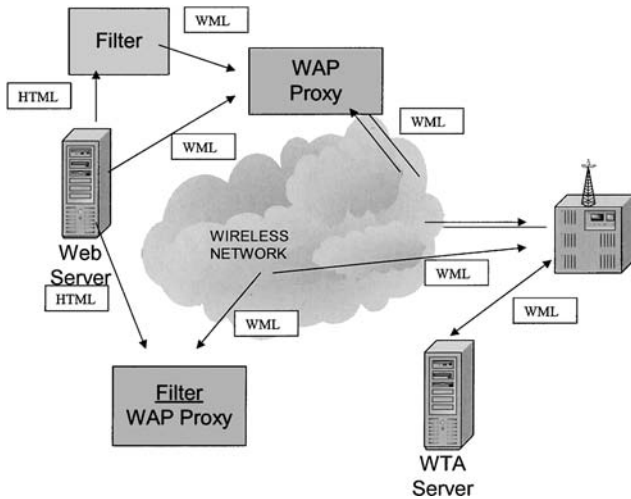 WML
Filter
WAP
Proxy
HTML
WML
WML
WIRELESS
NETWORK
Web
Server
HTML
WML
WML
WML
Filter
WAP Proxy
WTA
Server